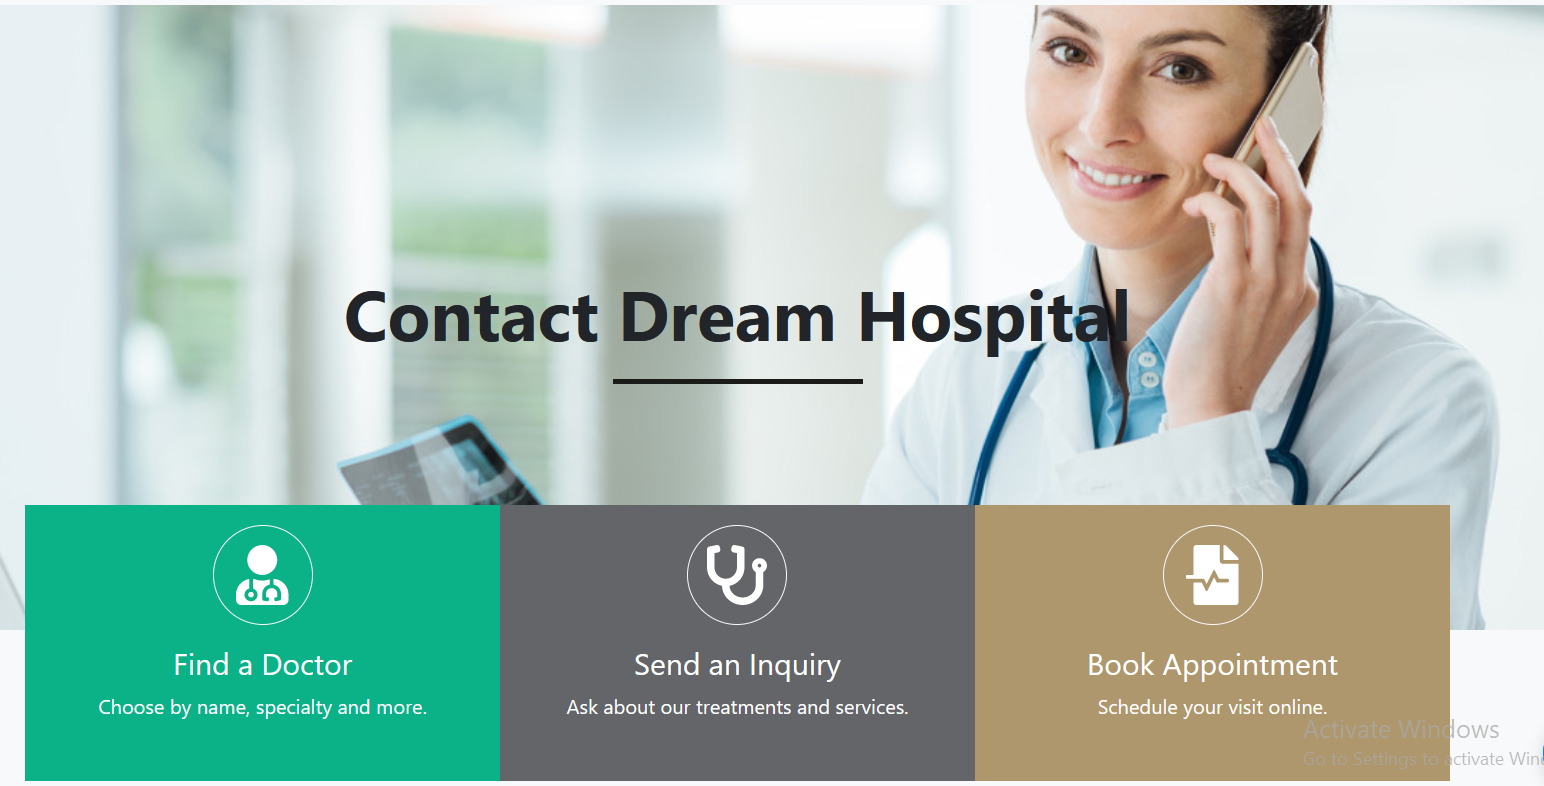 Contact Dream Hospital
Find a Doctor
Choose by name, specialty and more.
Send an Inquiry
Ask about our treatments and services.
Book Appointment
Schedule your visit online.
Activate Windows
Go to Settings to activate